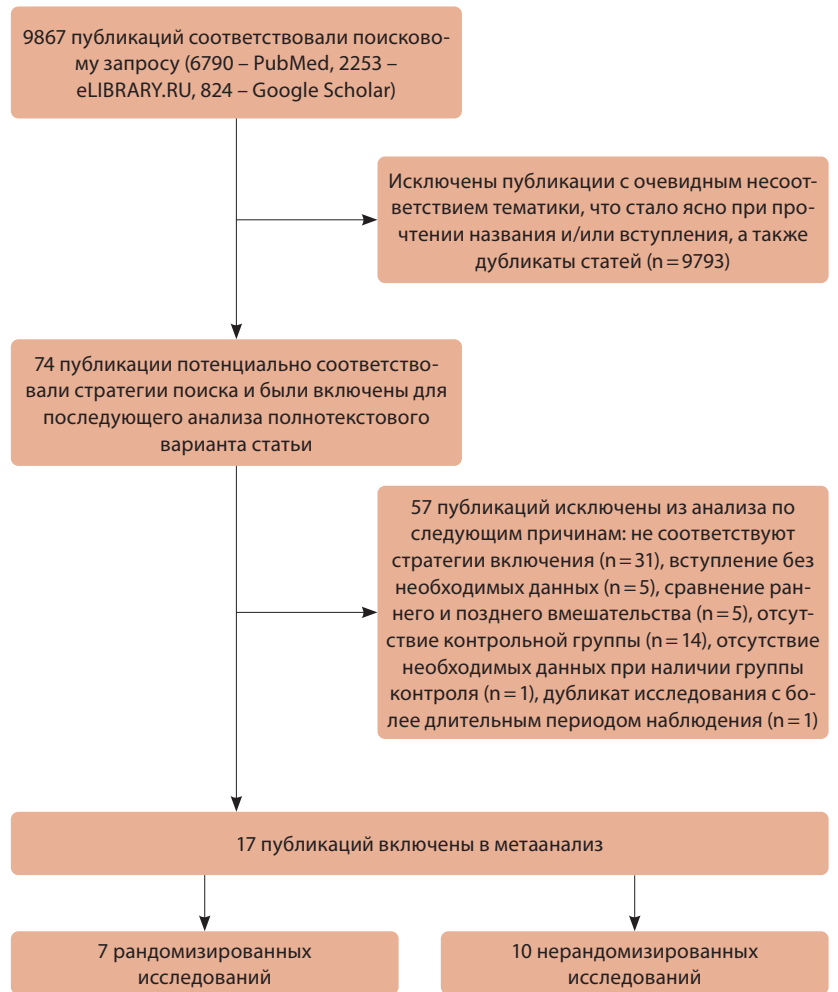 9867 публикаций соответствовали поисково-
му запросу (6790 – PubMed, 2253 –
eLIBRARY.RU, 824 – Google Scholar)
Исключены публикации с очевидным несоот-
ветствием тематики, что стало ясно при про-
чтении названия и/или вступления, а также
дубликаты статей (n = 9793)
74 публикации потенциально соответство-
вали стратегии поиска и были включены для
последующего анализа полнотекстового
варианта статьи
57 публикаций исключены из анализа по
следующим причинам: не соответствуют
стратегии включения (n = 31), вступление без
необходимых данных (n = 5), сравнение ран-
него и позднего вмешательства (n = 5), отсут-
ствие контрольной группы (n = 14), отсутствие
необходимых данных при наличии группы
контроля (n = 1), дубликат исследования с бо-
лее длительным периодом наблюдения (n = 1)
17 публикаций включены в метаанализ
7 рандомизированных
исследований
10 нерандомизированных
исследований